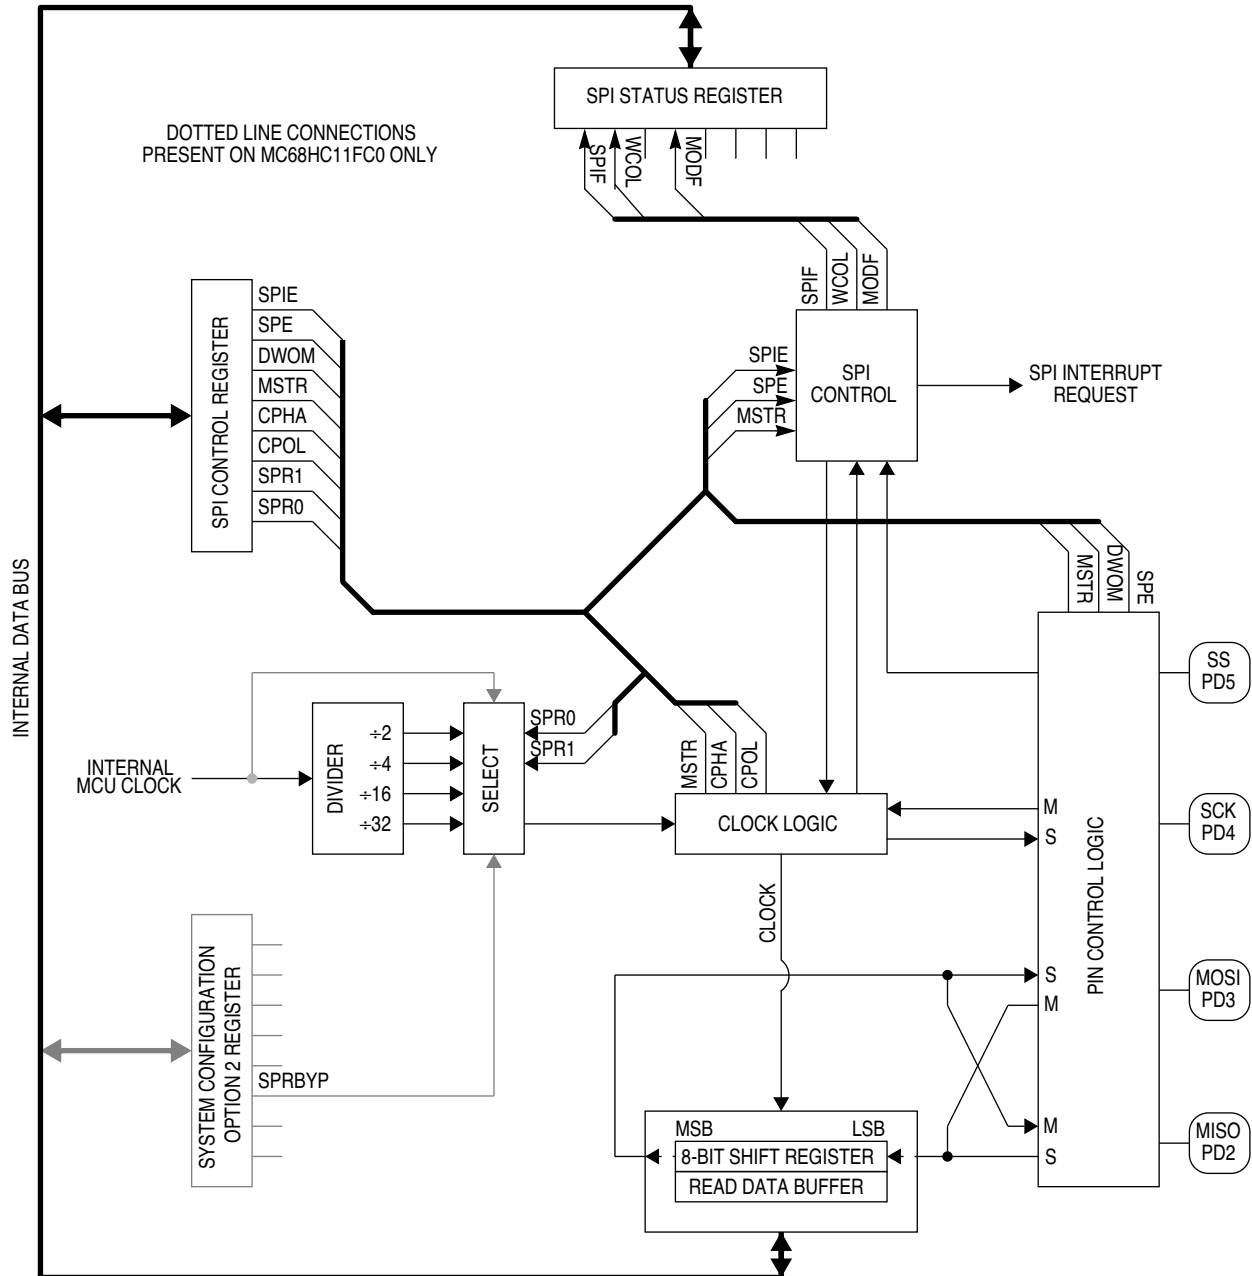 SPI STATUS REGISTER
DOTTED LINE CONNECTIONS
PRESENT ON MC68HC11FC0 ONLY
SPIF
WCOL
MODF
SPIF
WCOL
MODF
SPI CONTROL REGISTER
SPIE
SPE
DWOM
MSTR
CPHA
CPOL
SPR1
SPR0
SPIE
SPE
MSTR
SPI
CONTROL
SPI INTERRUPT
REQUEST
INTERNAL DATA BUS
MSTR
DWOM
SPE
INTERNAL
MCU CLOCK
DIVIDER
÷2
÷4
÷16
÷32
SELECT
SPR0
SPR1
MSTR
CPHA
CPOL
CLOCK LOGIC
CLOCK
M
S
S
M
M
S
PIN CONTROL LOGIC
SS
PD5
SCK
PD4
MOSI
PD3
MISO
PD2
SYSTEM CONFIGURATION
OPTION 2 REGISTER
SPRBYP
MSB
LSB
8-BIT SHIFT REGISTER
READ DATA BUFFER